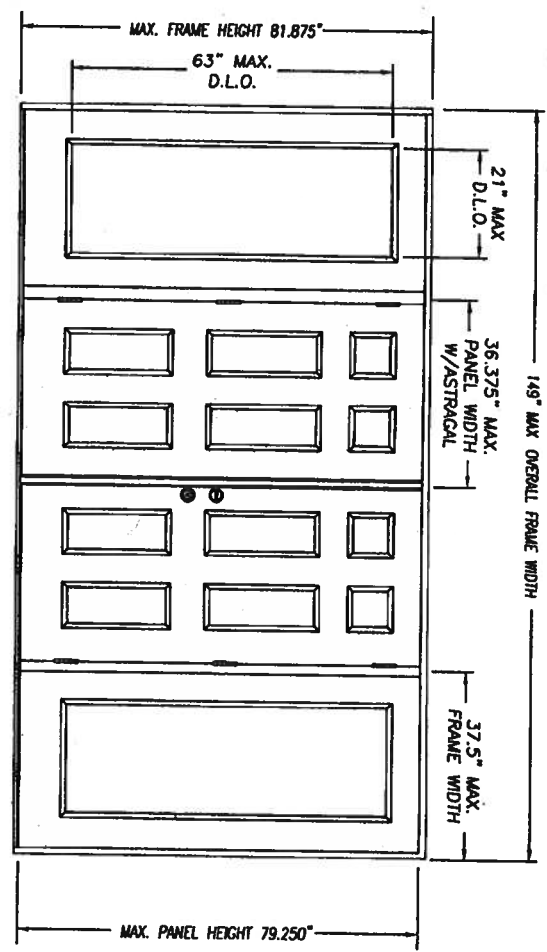 MAX. FRAME HEIGHT 81.875"
63" MAX.
D.L.O.
21" MAX
D.L.O.
36.375" MAX.
PANEL WIDTH
W/ASTRAGAL
149" MAX OVERALL FRAME WIDTH
37.5" MAX.
FRAME WIDTH
MAX. PANEL HEIGHT 79.250"